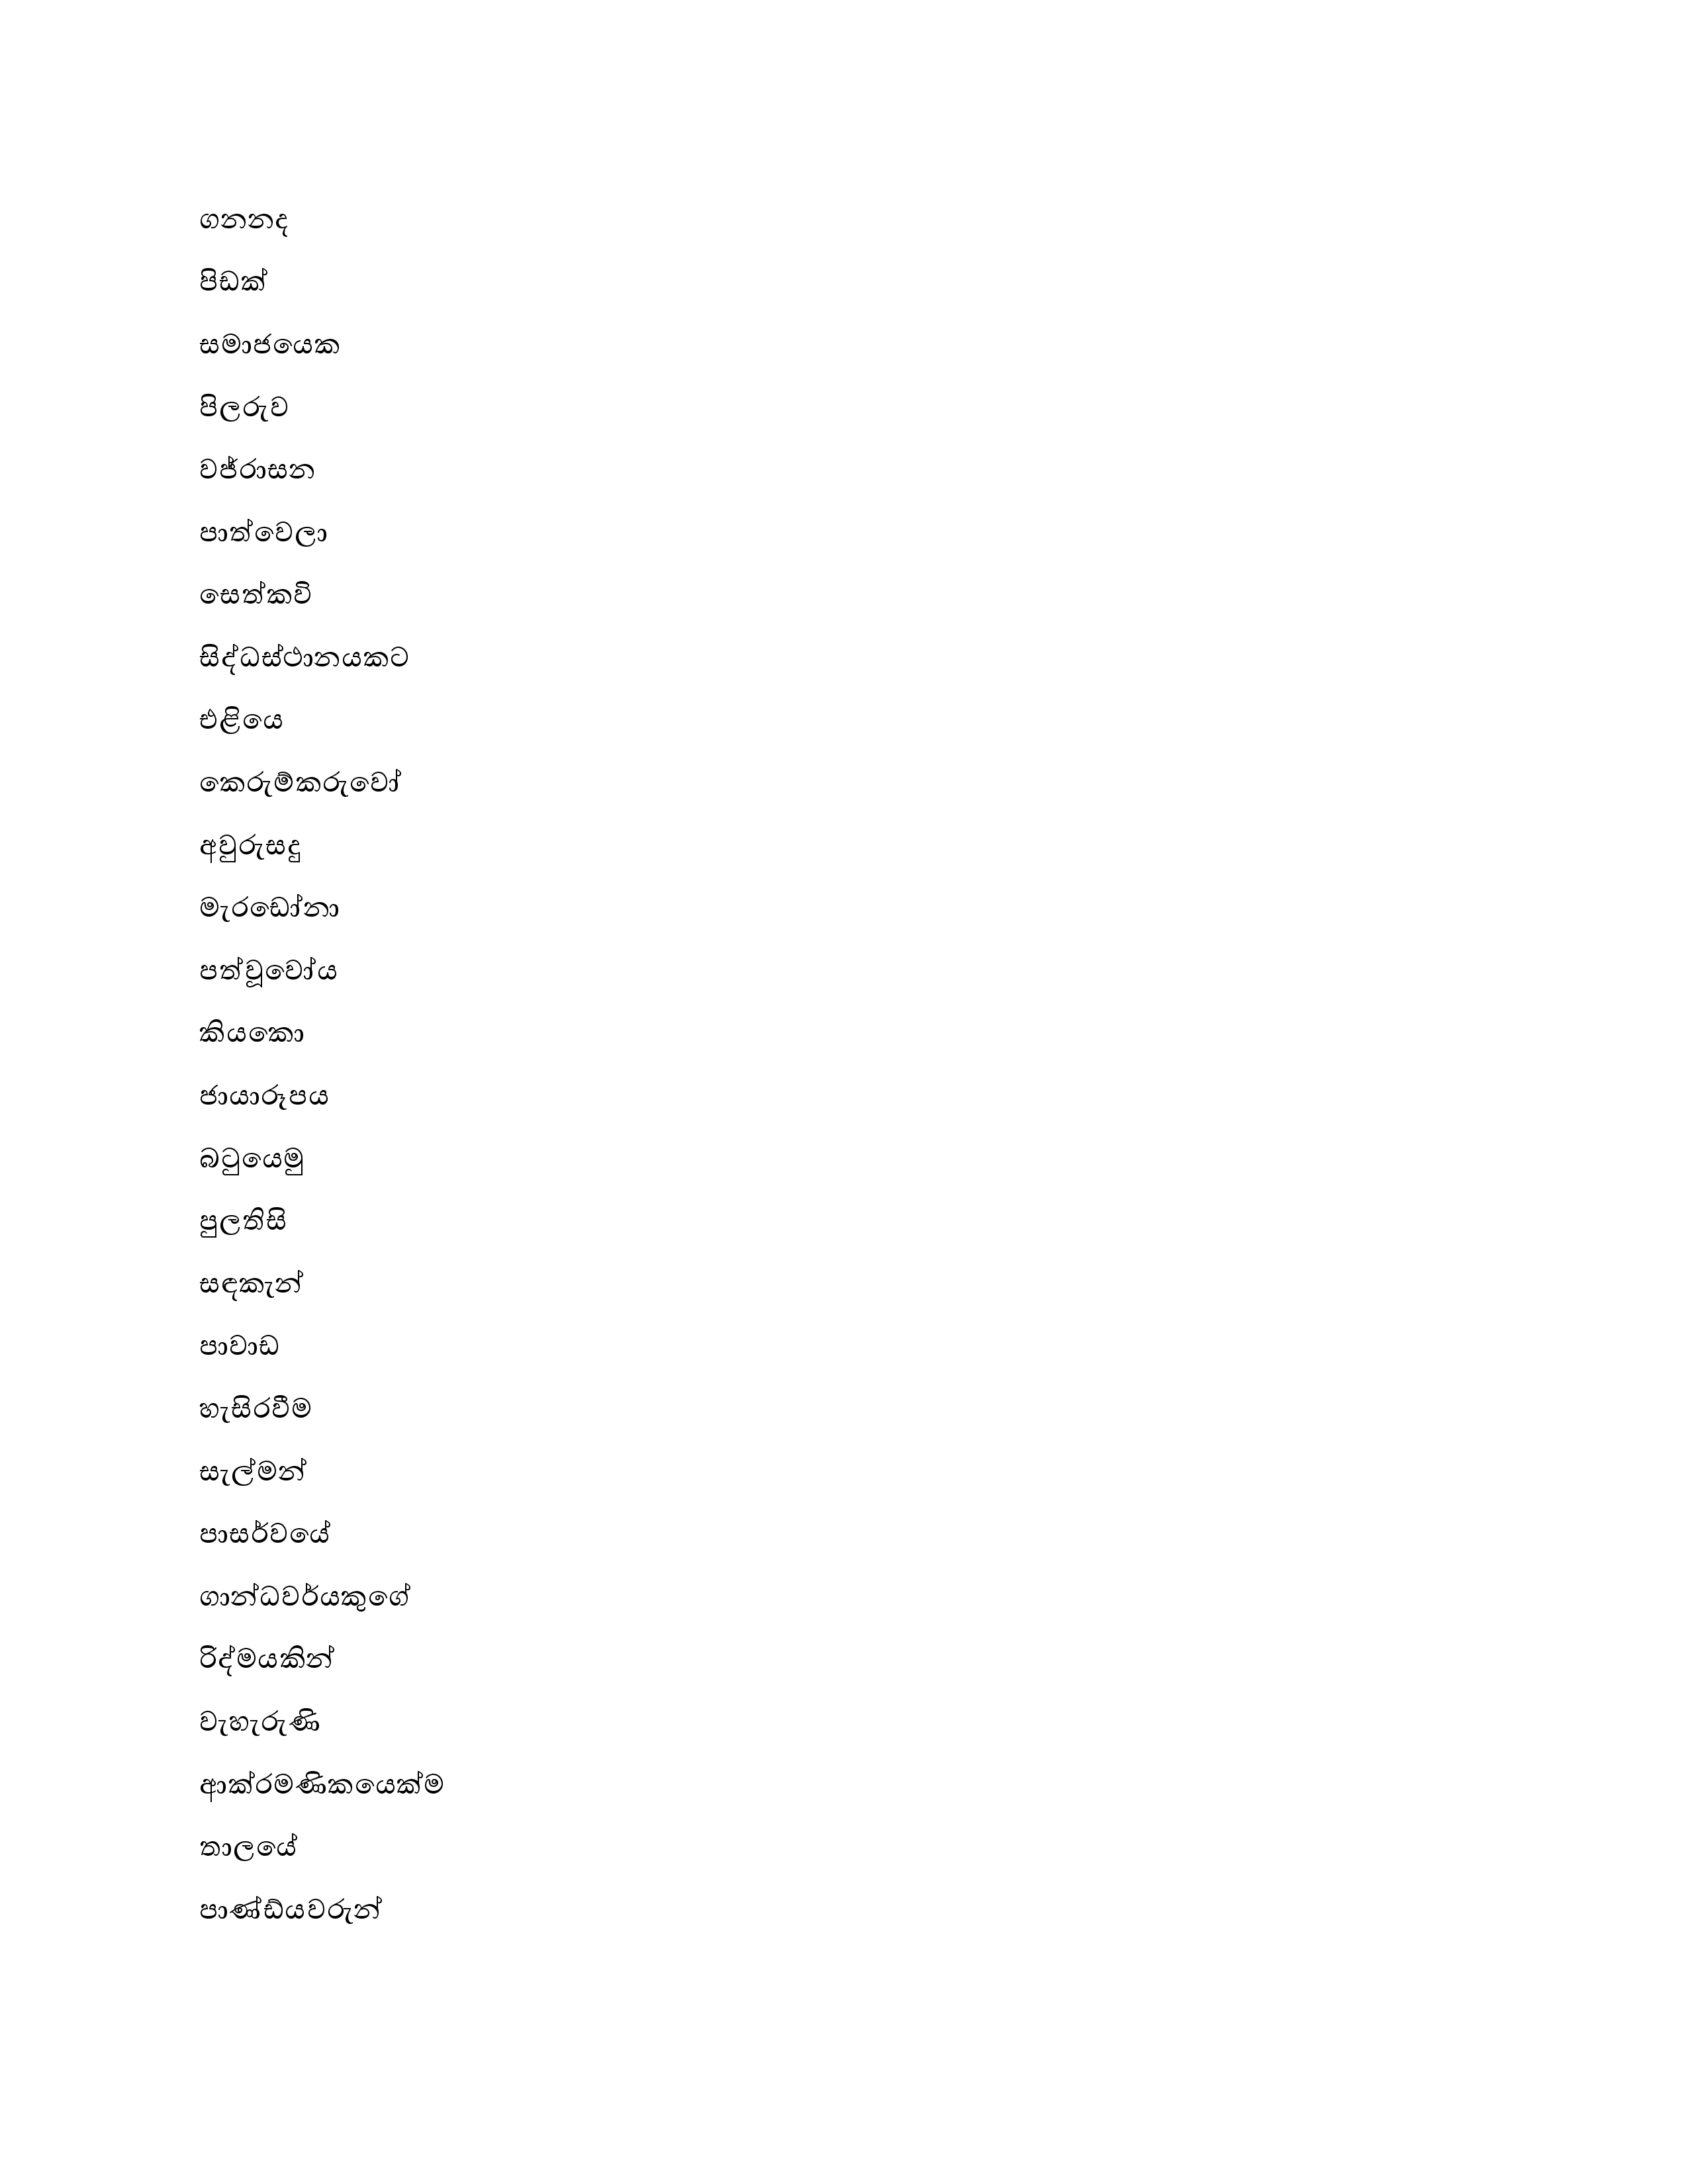 ගනනද
පිඩක්
සමාජයෙක
පිලරුව
වජ්රාසන
පාත්වෙලා
සෙත්කවි
සිද්ධස්ථානයකට
එළියෙ
කෙරුම්කරුවෝ
අවුරුසදු
මැරඩෝනා
පත්වූවෝය
කියකො
ජායාරූපය
බටුයෙමු
පුලතිසි
සඳකැන්
පාවාඩ
හැසිරවීම
සැල්මන්
පාසර්වයේ
ගාන්ධවර්යකුගේ
රිද්මයකින්
වැහැරුණි
ආක්රමණිකයෙක්ම
තාලයේ
පාණ්ඩ්යවරුන්